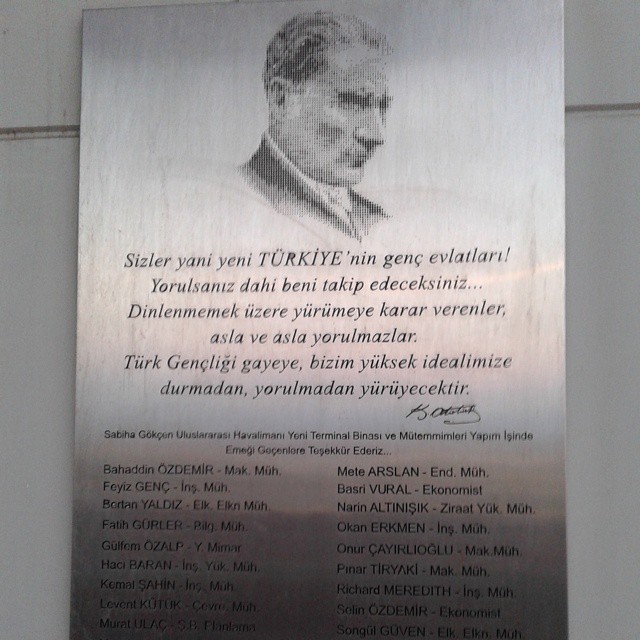 Sizler yani yeni TÜRKİYE'nin genç evlatları!
Yorulsanız dahi beni takip edeceksiniz...
Dinlenmemek üzere yürümeye karar verenler,
asla ve asla yorulmazlar.
Türk Gençliği gayeye, bizim yüksek idealimize
durmadan, yorulmadan yürüyecektir.
K. Atatürk
Sabiha Gökçen Uluslararası Havalimanı Yeni Terminal Binası ve Mütemmimleri Yapım İşinde
Emeği Geçenlere Teşekkür Ederiz...
Bahaddin ÖZDEMİR - Mak. Müh.
Feyiz GENÇ - İnş. Müh.
Bortan YALDIZ - Elk. Elkn Müh.
Fatih GÜRLER - Bilg. Müh.
Gülfem ÖZALP - Y. Mimar
Hacı BARAN - İnş. Yük. Müh.
Kemal ŞAHİN - İnş. Müh.
Levent KÜTÜK - Çevre. Müh.
Murat ULAÇ - Ş.B. Planlama
Mete ARSLAN - End. Müh.
Basri VURAL - Ekonomist
Narin ALTINIŞIK - Ziraat Yük. Müh.
Okan ERKMEN - İnş. Müh.
Onur ÇAYIRLIOĞLU - Mak.Müh.
Pınar TİRYAKİ - Mak. Müh.
Richard MEREDITH - İnş. Müh.
Selin ÖZDEMİR - Ekonomist
Songül GÜVEN - Elk. Elkn. Müh.